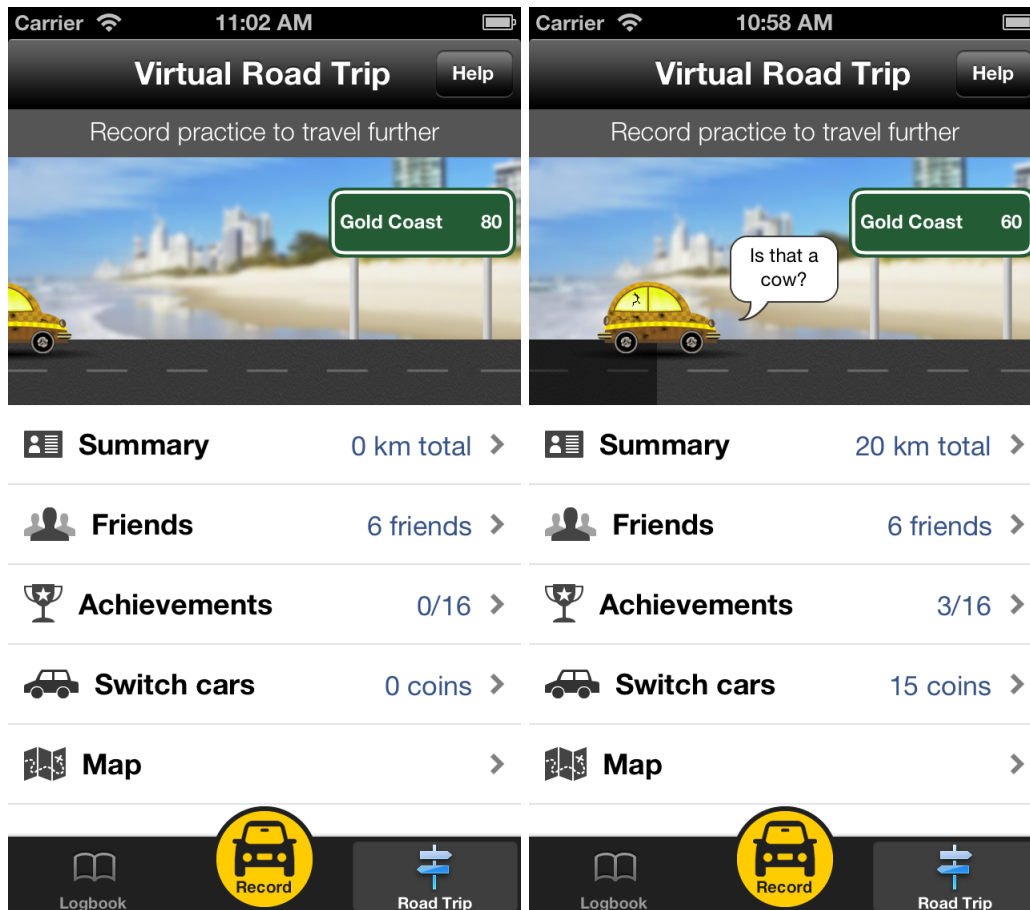 Carrier 11:02 AM
Virtual Road Trip Help
Record practice to travel further
Gold Coast 80
Summary 0 km total
Friends 6 friends
Achievements 0/16
Switch cars 0 coins
Map
Record
Logbook Road Trip
Carrier 10:58 AM
Virtual Road Trip Help
Record practice to travel further
Gold Coast 60
Is that a
cow?
Summary 20 km total
Friends 6 friends
Achievements 3/16
Switch cars 15 coins
Map
Record
Logbook Road Trip